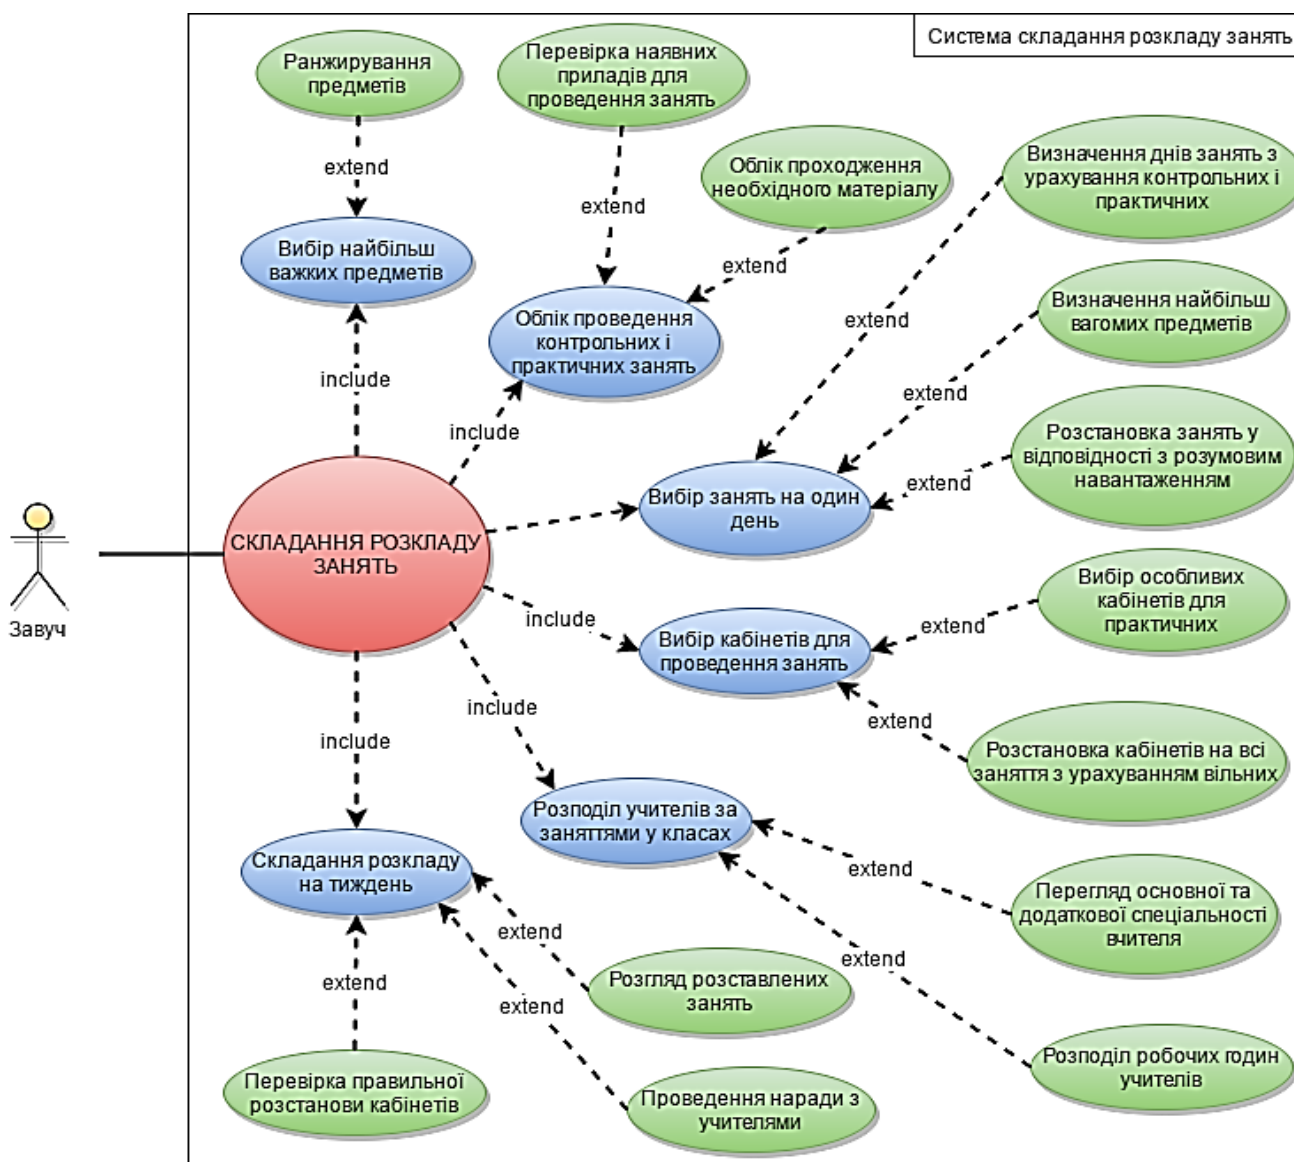 Система складання розкладу занять
Ранжирування
предметів
Перевірка наявних
приладів для
проведення занять
Облік проходження
необхідного матеріалу
Визначення днів занять з
урахування контрольних і
практичних
extend
extend
extend
extend
Вибір найбільш
важких предметів
Облік проведення
контрольних і
практичних занять
Визначення найбільш
вагомих предметів
include
include
extend
extend
Розстановка занять у
відповідності з розумовим
навантаженням
Вибір занять на один
день
СКЛАДАННЯ РОЗКЛАДУ
ЗАНЯТЬ
Завуч
Вибір особливих
кабінетів для
практичних
include
extend
Вибір кабінетів для
проведення занять
include
include
extend
Розстановка кабінетів на всі
заняття з урахуванням вільних
Розподіл учителів за
заняттями у класах
Складання розкладу
на тиждень
extend
Перегляд основної та
додаткової спеціальності
вчителя
extend
extend
extend
extend
Розгляд розставлених
занять
Розподіл робочих годин
учителів
Перевірка правильної
розстанови кабінетів
Проведення наради з
учителями